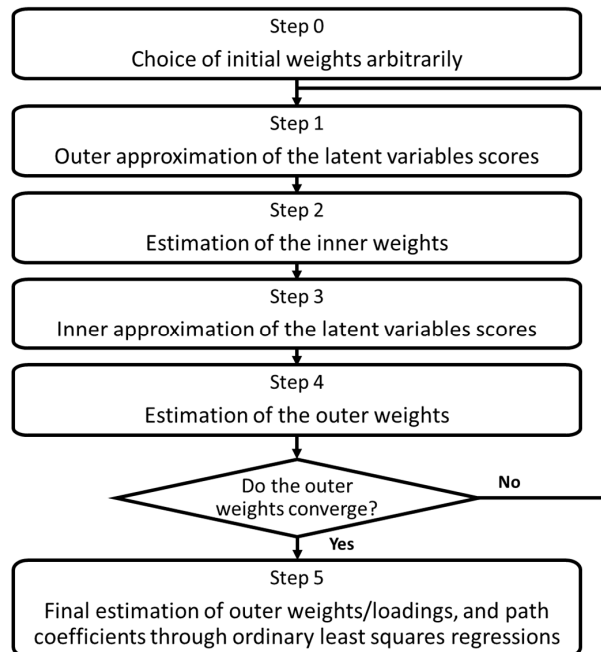 Step 0
Choice of initial weights arbitrarily
Step 1
Outer approximation of the latent variables scores
Step 2
Estimation of the inner weights
Step 3
Inner approximation of the latent variables scores
Step 4
Estimation of the outer weights
Do the outer
weights converge?
No
Yes
Step 5
Final estimation of outer weights/loadings, and path
coefficients through ordinary least squares regressions